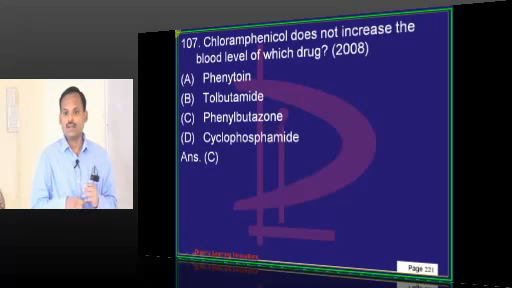 107. Chloramphenicol does not increase the
blood level of which drug? (2008)
(A) Phenytoin
(B) Tolbutamide
(C) Phenylbutazone
(D) Cyclophosphamide
Ans. (C)
Page 221